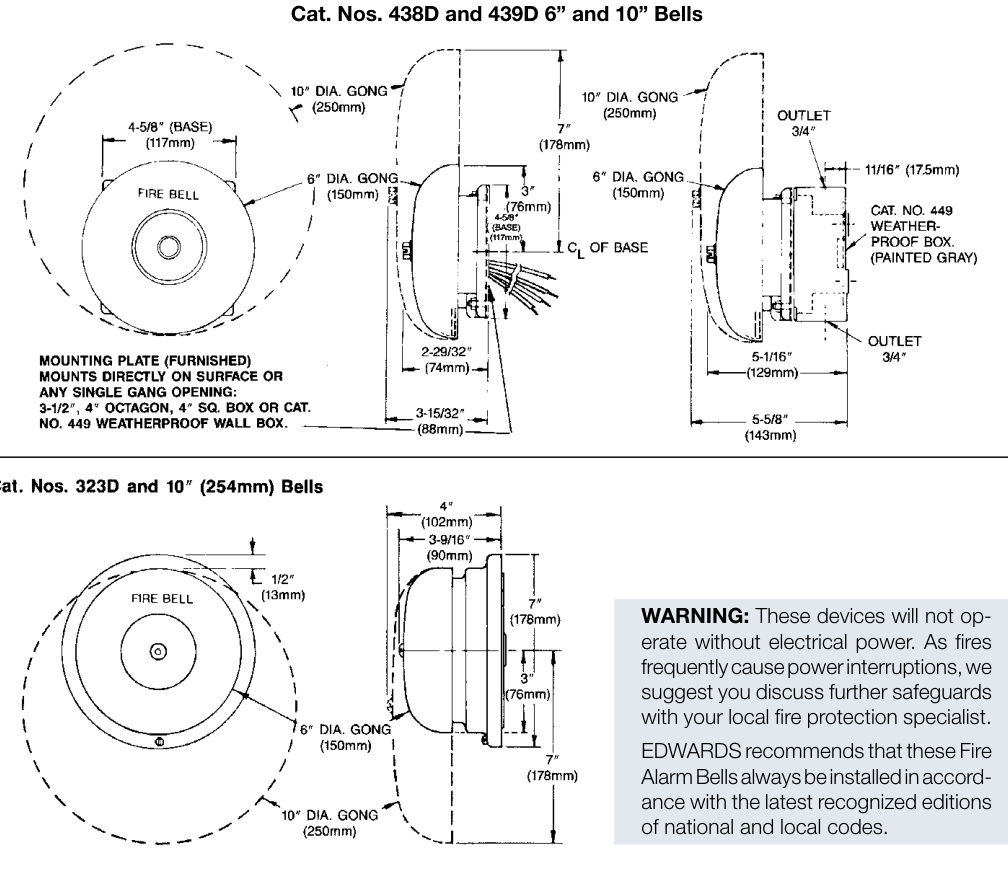 Cat. Nos. 438D and 439D 6” and 10” Bells
10″ DIA. GONG
(250mm)
4-5/8″ (BASE)
(117mm)
FIRE BELL
6″ DIA. GONG
(150mm)
7″
(178mm)
3″
(76mm)
4-5/8″
(BASE)
(117mm)
CL OF BASE
2-29/32″
(74mm)
3-15/32″
(88mm)
MOUNTING PLATE (FURNISHED)
MOUNTS DIRECTLY ON SURFACE OR
ANY SINGLE GANG OPENING:
3-1/2″, 4″ OCTAGON, 4″ SQ. BOX OR CAT.
NO. 449 WEATHERPROOF WALL BOX.
10″ DIA. GONG
(250mm)
OUTLET
3/4″
6″ DIA. GONG
(150mm)
11/16″ (17.5mm)
CAT. NO. 449
WEATHER-
PROOF BOX.
(PAINTED GRAY)
OUTLET
3/4″
5-1/16″
(129mm)
5-5/8″
(143mm)
Cat. Nos. 323D and 10″ (254mm) Bells
4″
(102mm)
3-9/16″
(90mm)
1/2″
(13mm)
FIRE BELL
7″
(178mm)
3″
(76mm)
6″ DIA. GONG
(150mm)
7″
(178mm)
10″ DIA. GONG
(250mm)
WARNING: These devices will not op-
erate without electrical power. As fires
frequently cause power interruptions, we
suggest you discuss further safeguards
with your local fire protection specialist.
EDWARDS recommends that these Fire
Alarm Bells always be installed in accord-
ance with the latest recognized editions
of national and local codes.